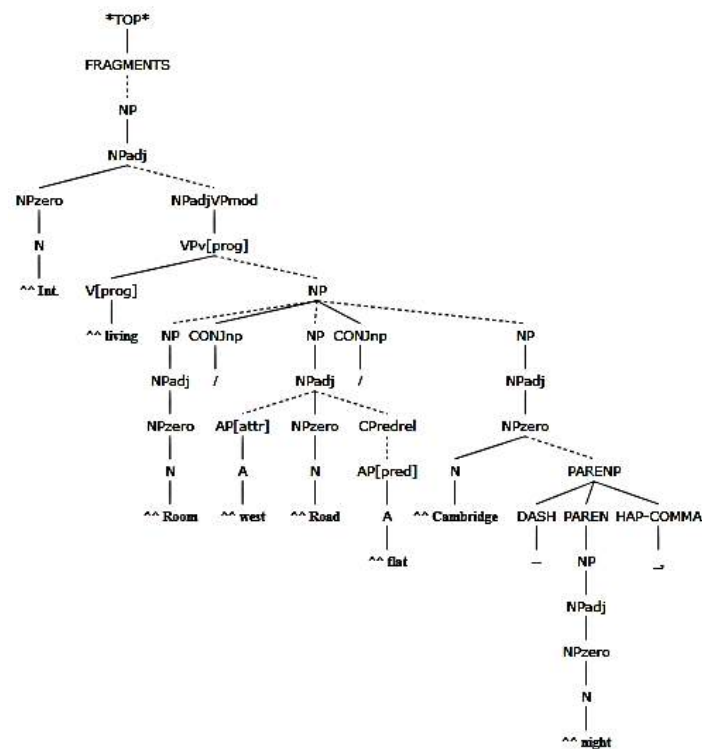 *TOP*
FRAGMENTS
NP
NPadj
NPzero NPadjVPmod
N VPv[prog]
^^ Int. V[prog] NP
^^ living NP CONJnp NP CONJnp NP
NPadj / NPadj / NPadj
NPzero AP[attr] NPzero CPredrel NPzero
N A N AP[pred] N PARENP
^^ Room ^^ west ^^ Road A ^^ Cambridge DASH PAREN HAP-COMMA
^^ flat – NP _,
NPadj
NPzero
N
^^ night